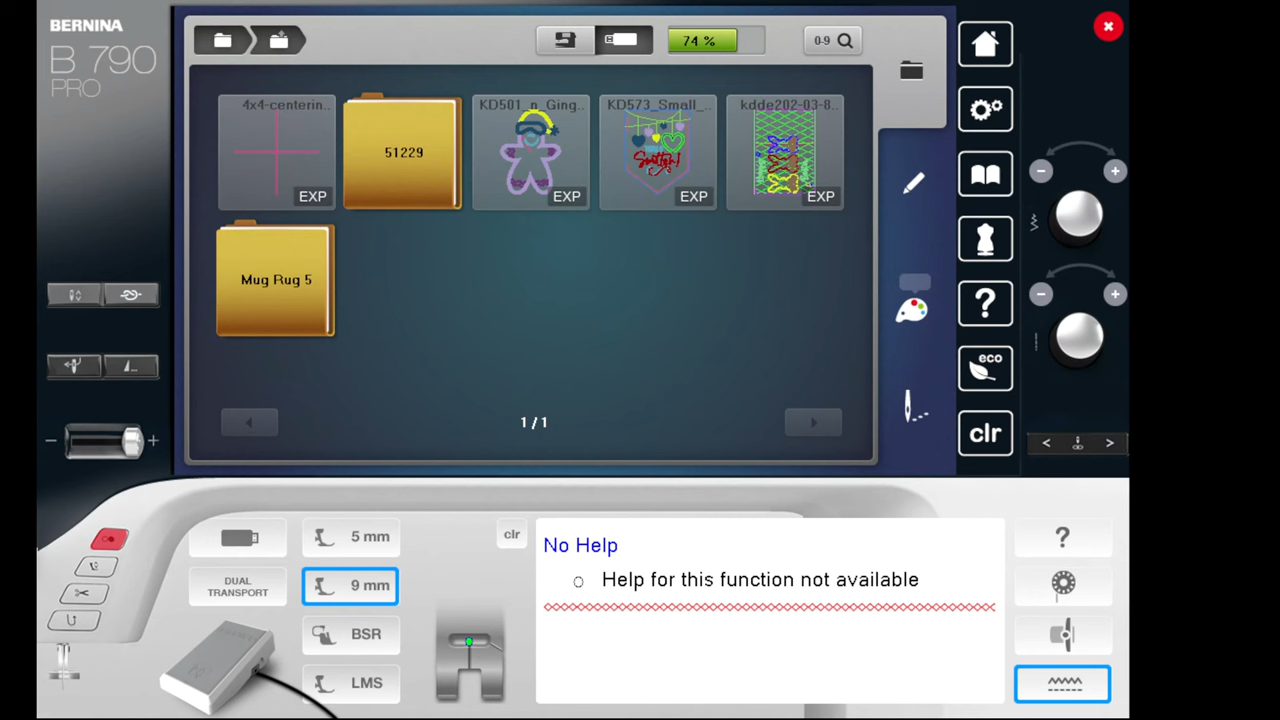 BERNINA
B 790
PRO
74 %
0-9
4x4-centerin...
KD501_n_Ging...
KD573_Small_...
kdde202-03-8...
51229
EXP
EXP
EXP
EXP
Mug Rug 5
1/1
?
eco
clr
5 mm
clr
DUAL
TRANSPORT
9 mm
BSR
LMS
No Help
Help for this function not available
?